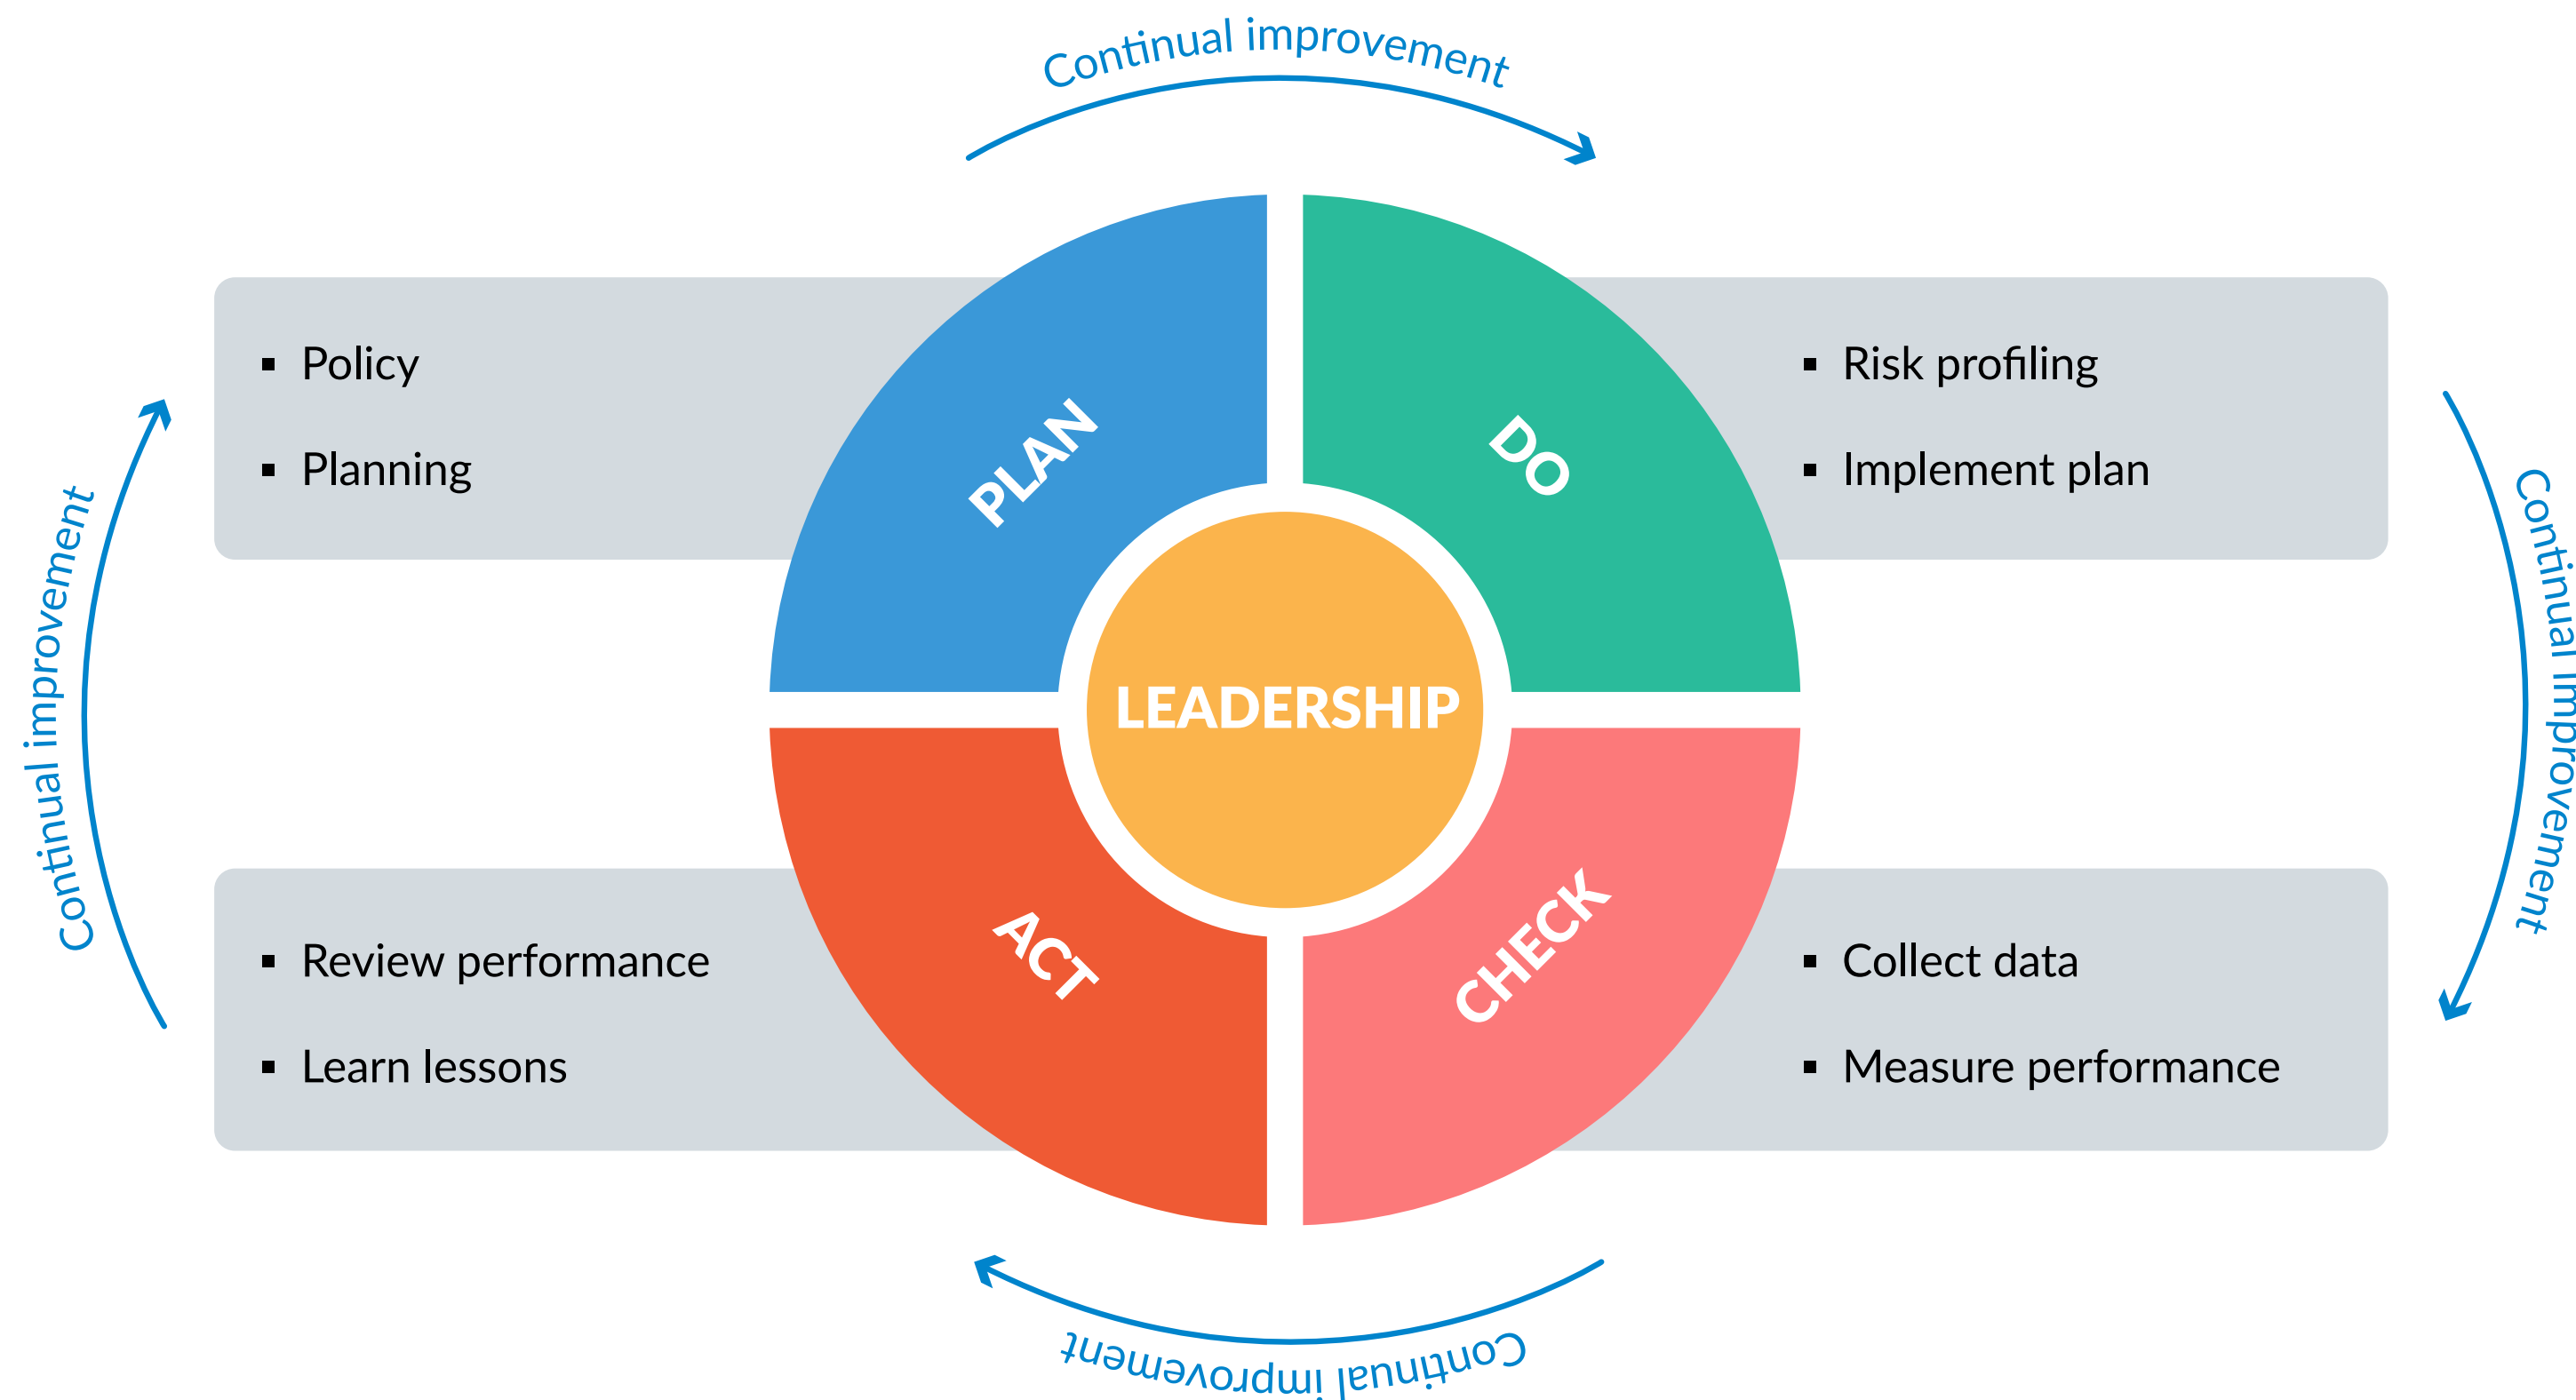 Continual improvement
▪ Policy
▪ Planning
PLAN
DO
▪ Risk profiling
▪ Implement plan
Continual improvement
LEADERSHIP
Continual Improvement
▪ Review performance
▪ Learn lessons
ACT
CHECK
▪ Collect data
▪ Measure performance
Continual improvement